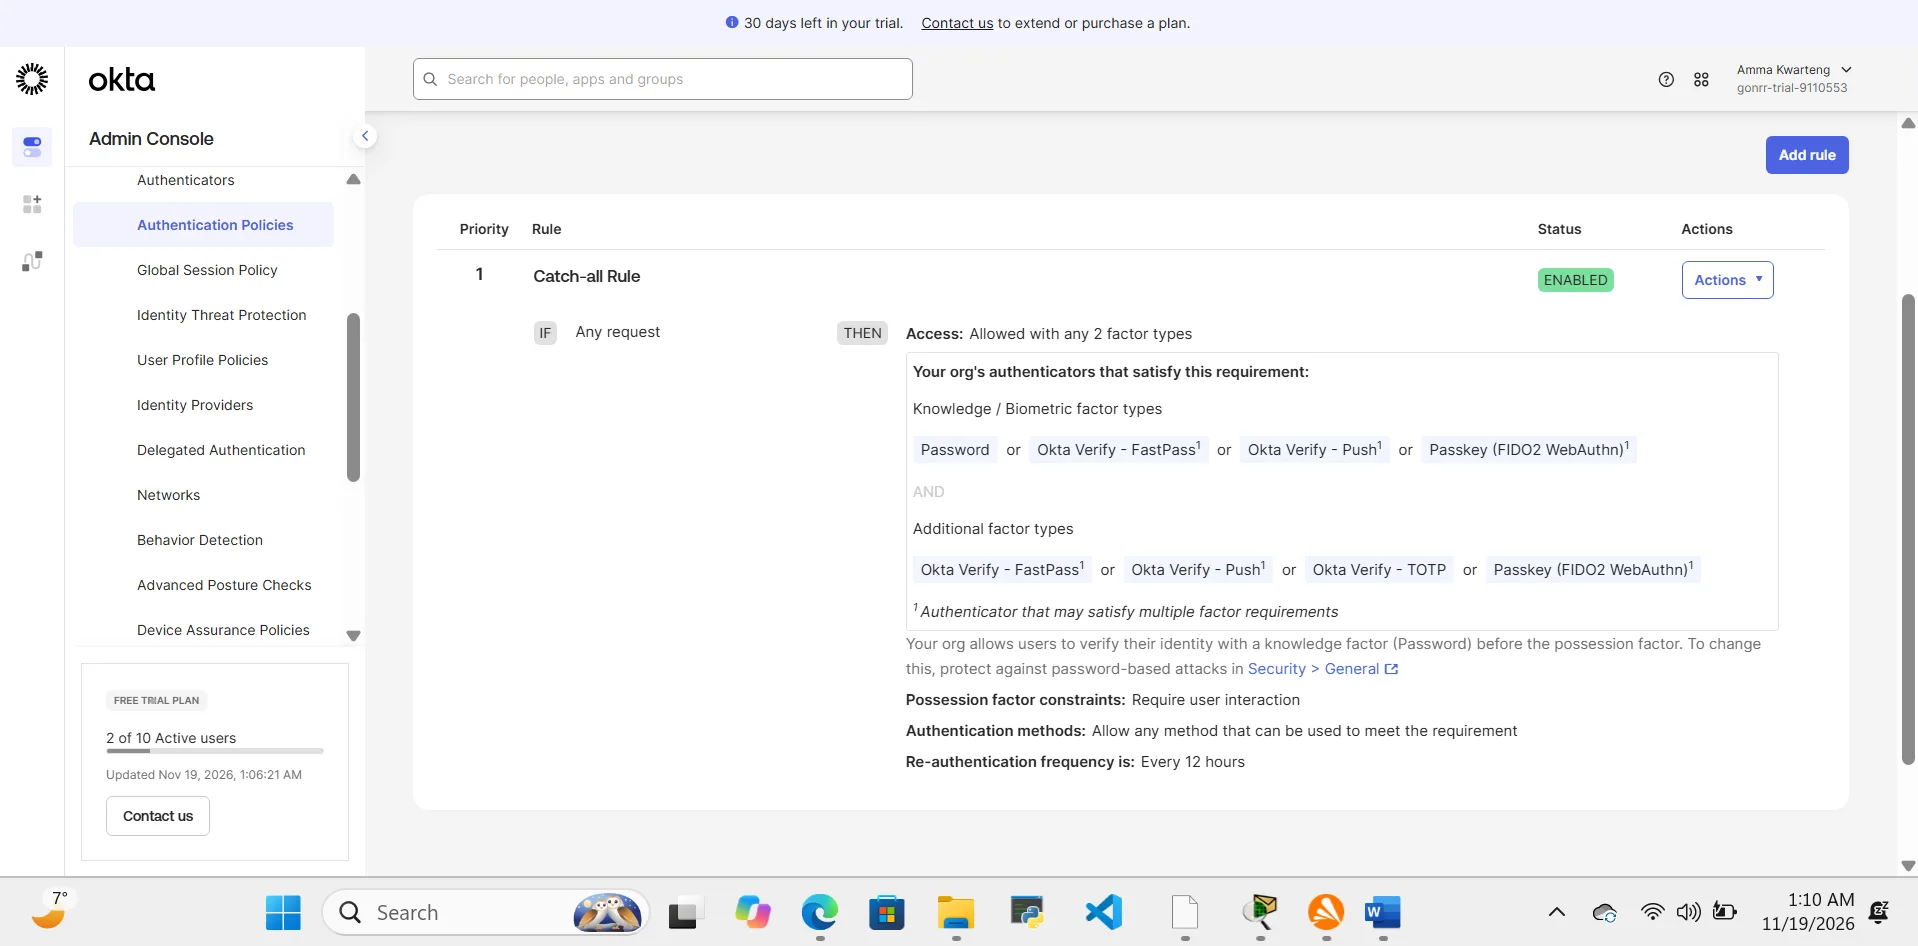 30 days left in your trial. Contact us to extend or purchase a plan.
okta
Search for people, apps and groups
Amma Kwarteng
gonrr-trial-9110553
Admin Console
Authenticators
Authentication Policies
Global Session Policy
Identity Threat Protection
User Profile Policies
Identity Providers
Delegated Authentication
Networks
Behavior Detection
Advanced Posture Checks
Device Assurance Policies
FREE TRIAL PLAN
2 of 10 Active users
Updated Nov 19, 2026, 1:06:21 AM
Contact us
Add rule
Priority Rule Status Actions
1 Catch-all Rule ENABLED Actions
IF Any request THEN Access: Allowed with any 2 factor types
Your org's authenticators that satisfy this requirement:
Knowledge / Biometric factor types
Password or Okta Verify - FastPass¹ or Okta Verify - Push¹ or Passkey (FIDO2 WebAuthn)¹
AND
Additional factor types
Okta Verify - FastPass¹ or Okta Verify - Push¹ or Okta Verify - TOTP or Passkey (FIDO2 WebAuthn)¹
¹ Authenticator that may satisfy multiple factor requirements
Your org allows users to verify their identity with a knowledge factor (Password) before the possession factor. To change
this, protect against password-based attacks in Security > General
Possession factor constraints: Require user interaction
Authentication methods: Allow any method that can be used to meet the requirement
Re-authentication frequency is: Every 12 hours
7°
Search
1:10 AM
11/19/2026